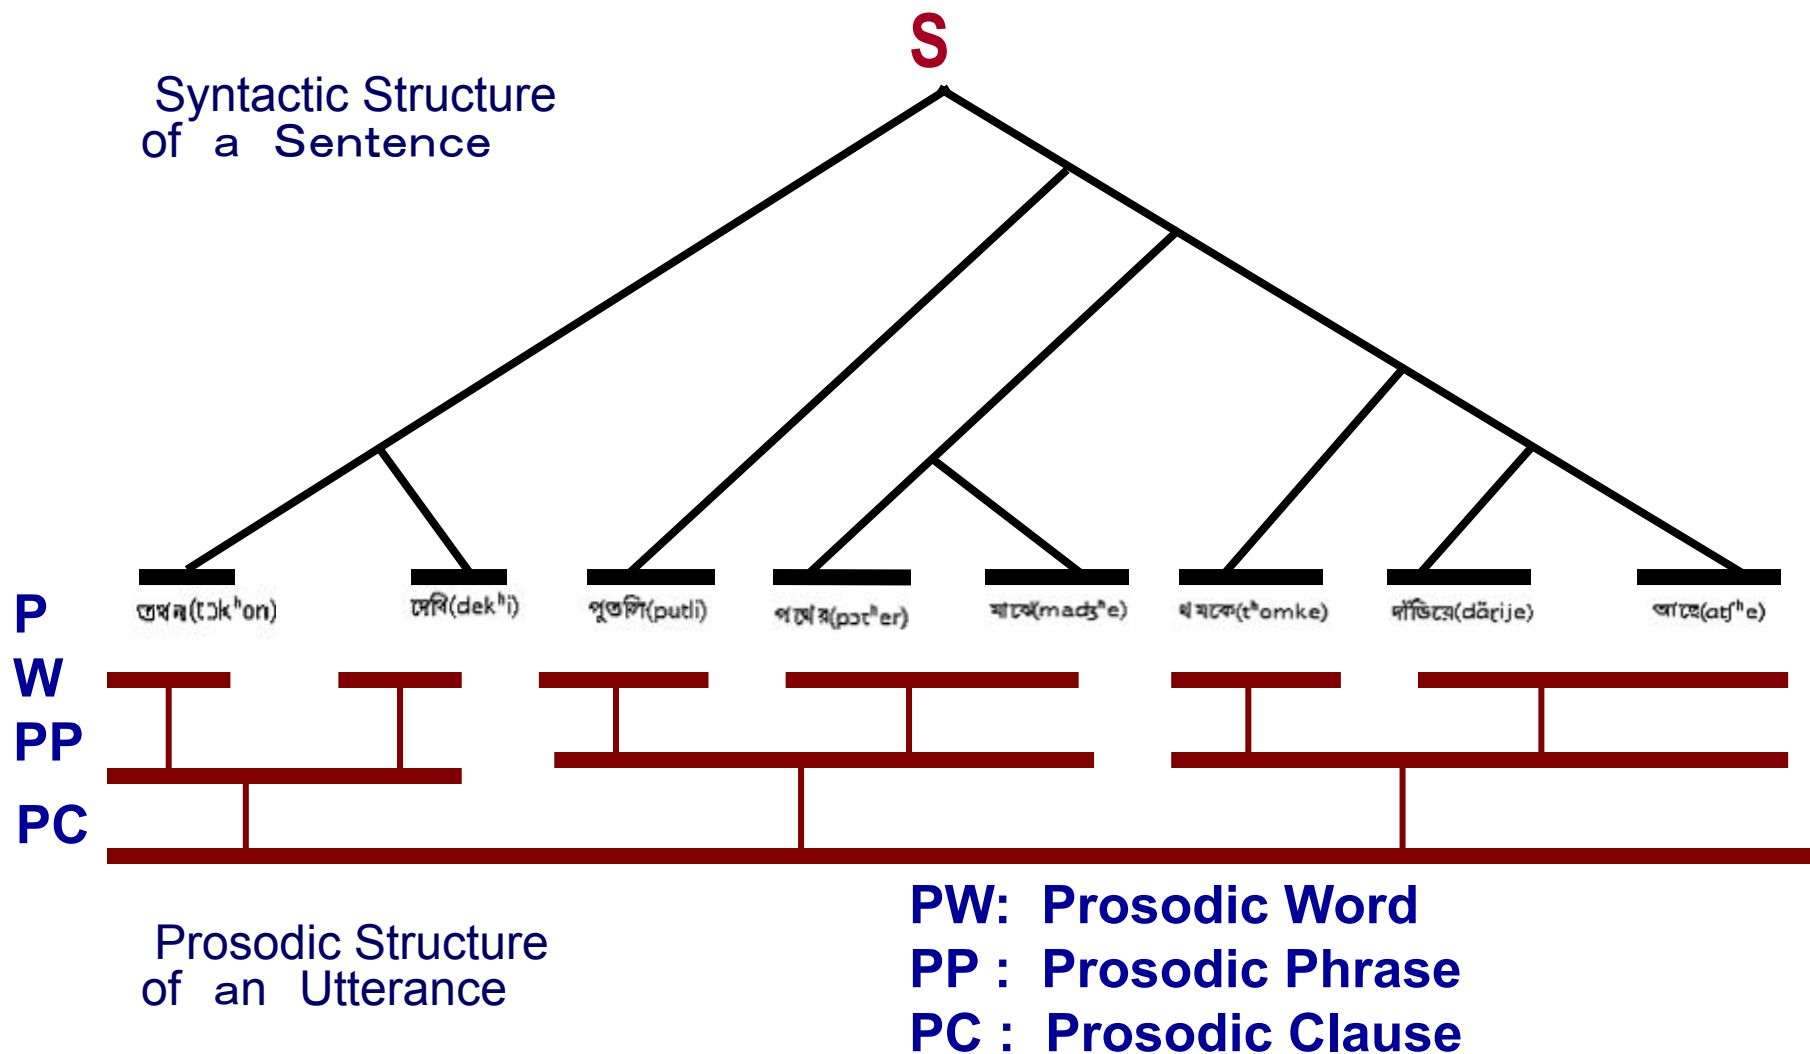 S
Syntactic Structure
of a Sentence
তখন(tɔkʰon) দেখি(dekʰi) পুতলি(putli) পথের(pɔtʰer) মাঝে(madʒʰe) থমকে(tʰomke) দাঁড়িয়ে(dãɽije) আছে(atʃʰe)
P
W
PP
PC
PW: Prosodic Word
PP : Prosodic Phrase
PC : Prosodic Clause
Prosodic Structure
of an Utterance